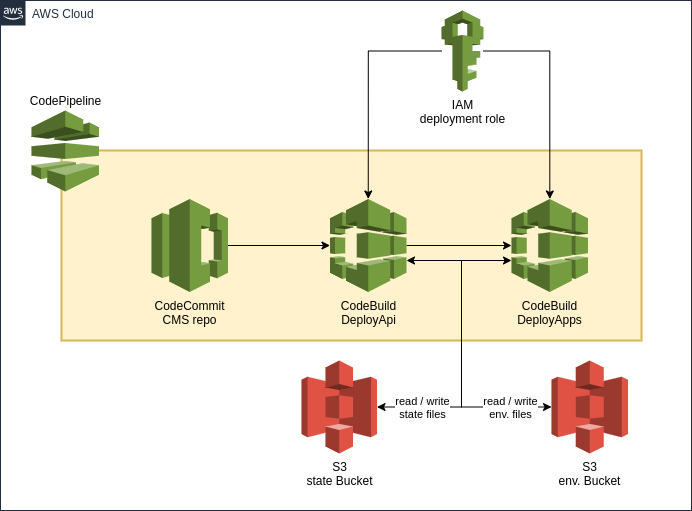 aws
AWS Cloud
CodePipeline
IAM
deployment role
CodeCommit
CMS repo
CodeBuild
DeployApi
CodeBuild
DeployApps
read / write
state files
read / write
env. files
S3
state Bucket
S3
env. Bucket